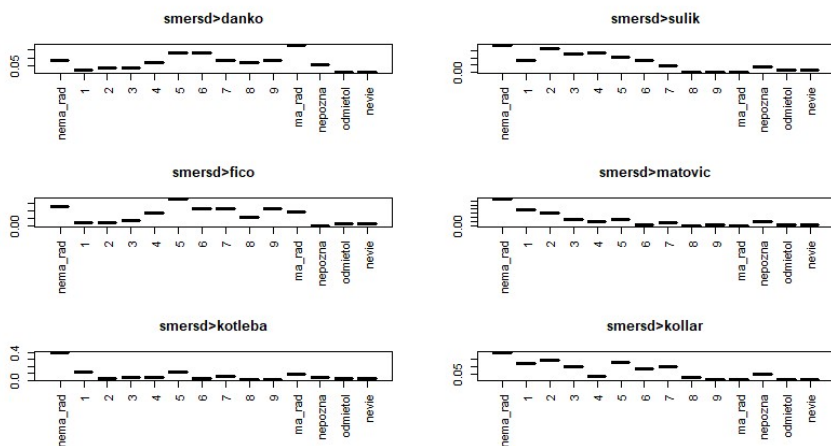 smersd>danko
0.05
nema_rad 1 2 3 4 5 6 7 8 9 ma_rad nepozna odmietol nevie
smersd>sulik
0.00
nema_rad 1 2 3 4 5 6 7 8 9 ma_rad nepozna odmietol nevie
smersd>fico
0.00
nema_rad 1 2 3 4 5 6 7 8 9 ma_rad nepozna odmietol nevie
smersd>matovic
0.00
nema_rad 1 2 3 4 5 6 7 8 9 ma_rad nepozna odmietol nevie
smersd>kotleba
0.4
0.0
nema_rad 1 2 3 4 5 6 7 8 9 ma_rad nepozna odmietol nevie
smersd>kollar
0.05
nema_rad 1 2 3 4 5 6 7 8 9 ma_rad nepozna odmietol nevie